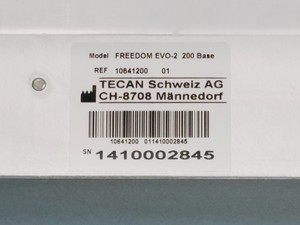 Model FREEDOM EVO-2 200 Base
REF 10641200 01
TECAN Schweiz AG
CH-8708 Männedorf
10641200 011410002845
SN 1410002845